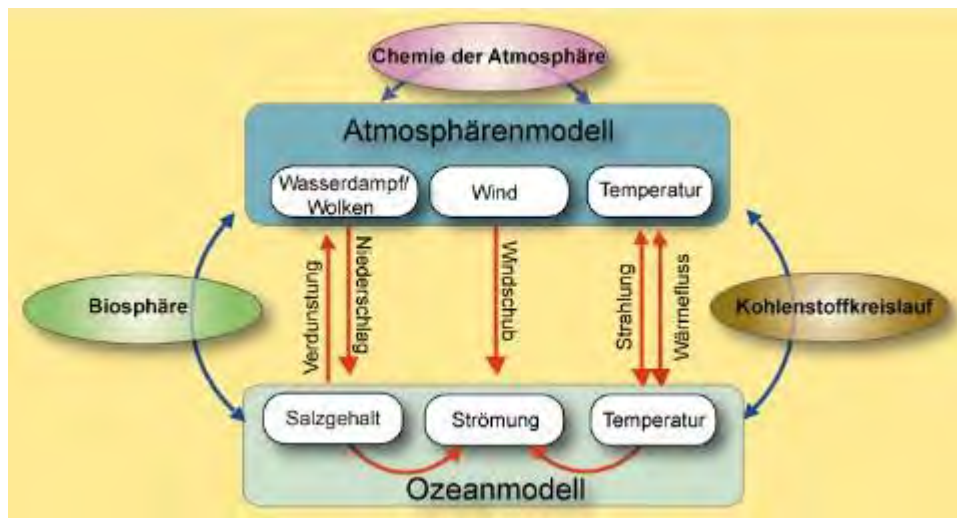 Chemie der Atmosphäre
Atmosphärenmodell
Wasserdampf/
Wolken
Wind
Temperatur
Verdunstung
Niederschlag
Windschub
Strahlung
Wärmefluss
Biosphäre
Kohlenstoffkreislauf
Salzgehalt
Strömung
Temperatur
Ozeanmodell